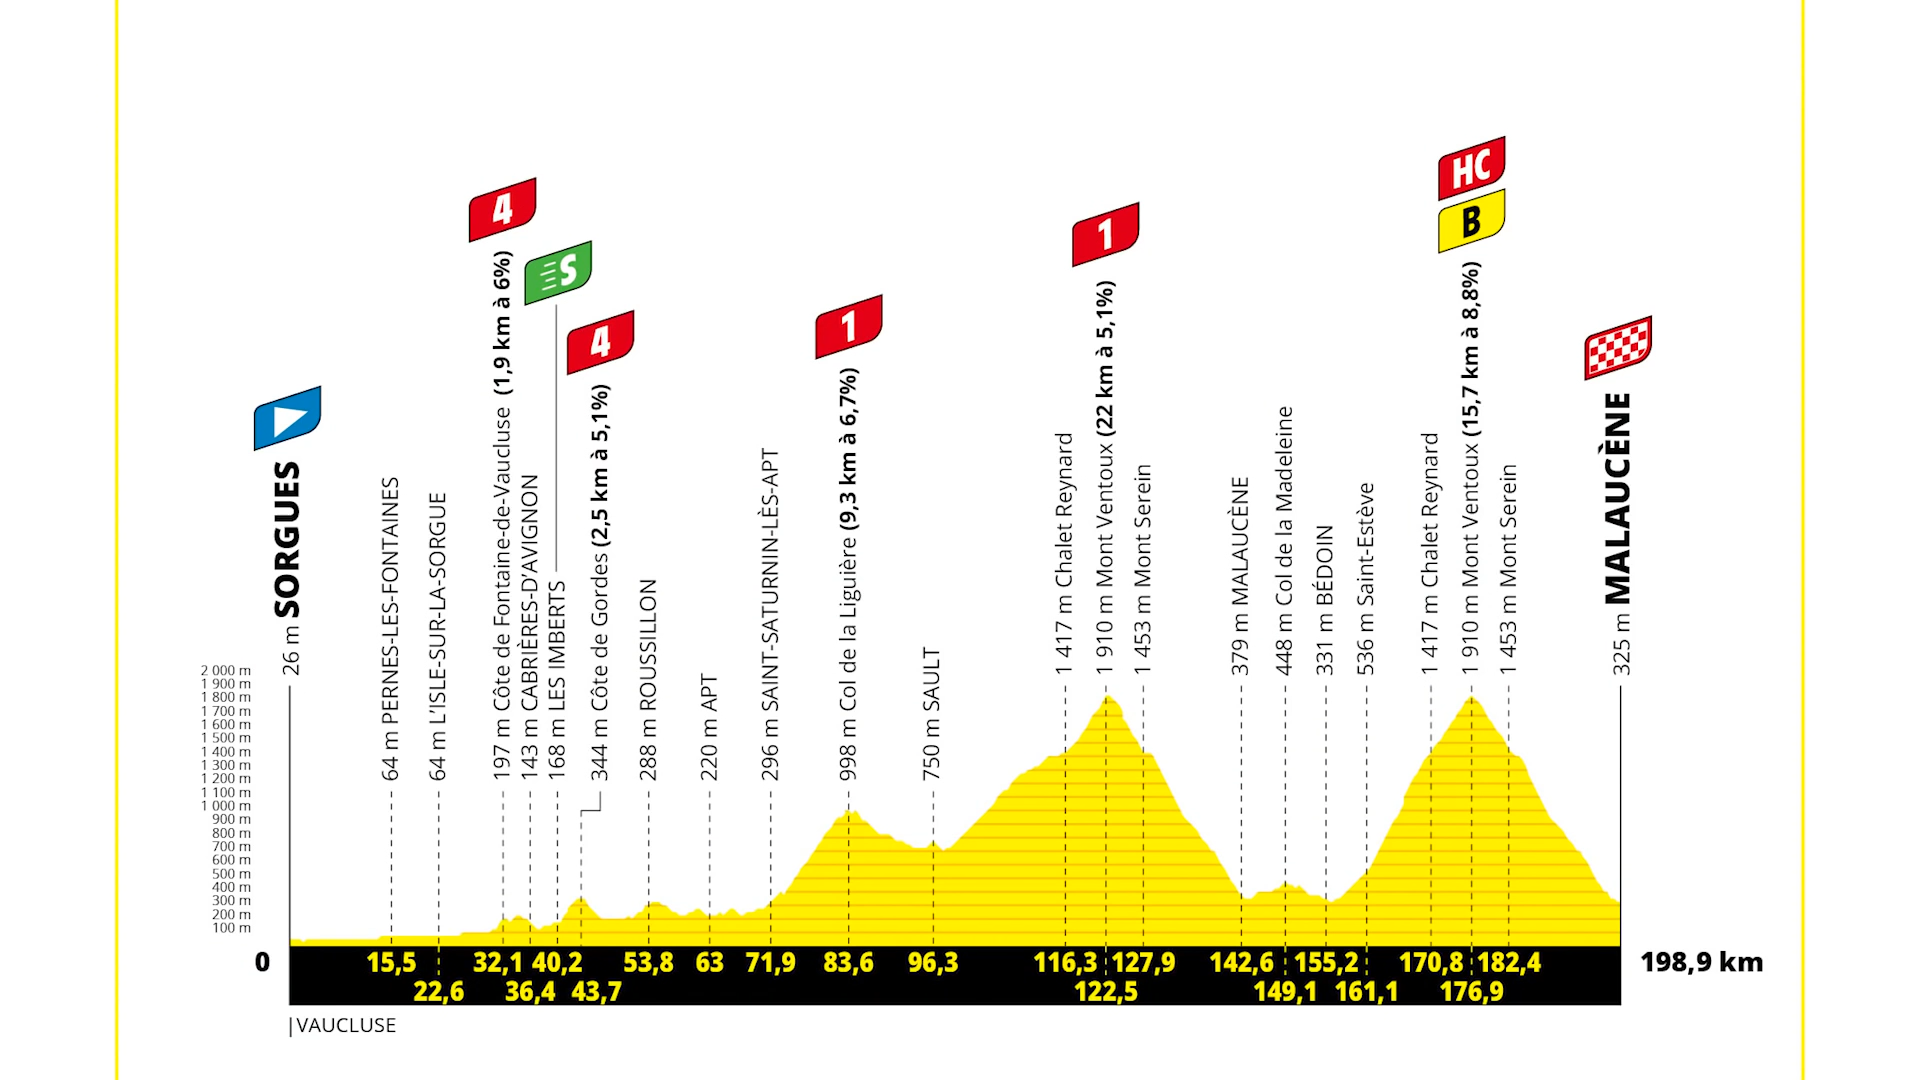 4
S
4
1
1
HC
B
26 m SORGUES
64 m PERNES-LES-FONTAINES
64 m L'ISLE-SUR-LA-SORGUE
197 m Côte de Fontaine-de-Vaucluse (1,9 km à 6%)
143 m CABRIÈRES-D'AVIGNON
168 m LES IMBERTS
344 m Côte de Gordes (2,5 km à 5,1%)
288 m ROUSSILLON
220 m APT
296 m SAINT-SATURNIN-LÈS-APT
998 m Col de la Liguière (9,3 km à 6,7%)
750 m SAULT
1 417 m Chalet Reynard
1 910 m Mont Ventoux (22 km à 5,1%)
1 453 m Mont Serein
379 m MALAUCÈNE
448 m Col de la Madeleine
331 m BÉDOIN
536 m Saint-Estève
1 417 m Chalet Reynard
1 910 m Mont Ventoux (15,7 km à 8,8%)
1 453 m Mont Serein
325 m MALAUCÈNE
2 000 m
1 900 m
1 800 m
1 700 m
1 600 m
1 500 m
1 400 m
1 300 m
1 200 m
1 100 m
1 000 m
900 m
800 m
700 m
600 m
500 m
400 m
300 m
200 m
100 m
0 15,5 32,1 40,2 53,8 63 71,9 83,6 96,3 116,3 127,9 142,6 155,2 170,8 182,4 198,9 km
22,6 36,4 43,7 122,5 149,1 161,1 176,9
VAUCLUSE